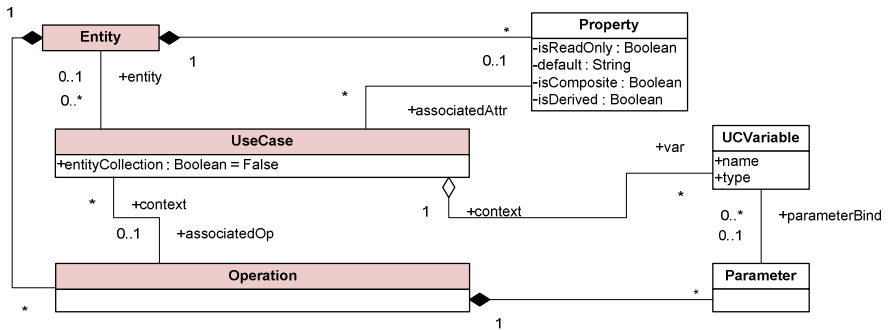 1
Entity
1
*
Property
-isReadOnly : Boolean
-default : String
-isComposite : Boolean
-isDerived : Boolean
0..1
0..1
+entity
0..*
*
+associatedAttr
UseCase
+entityCollection : Boolean = False
UCVariable
+name
+type
+var
*
*
+context
1
+context
0..1
+associatedOp
0..*
+parameterBind
0..1
Operation
Parameter
*
*
1